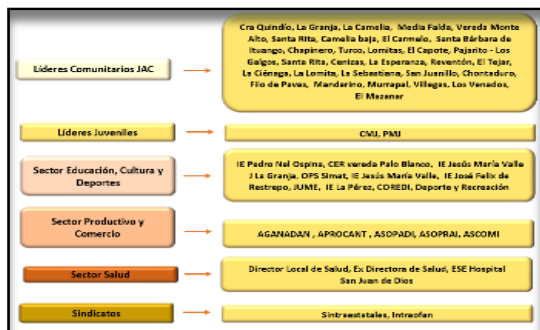 Líderes Comunitarios JAC
Cra Quindío, La Granja, La Camelia, Media Falda, Vereda Monte
Alto, Santa Rita, Camelia baja, El Carmelo, Santa Bárbara de
Ituango, Chapinero, Turco, Lomitas, El Capote, Pajarito - Los
Galgos, Santa Rita, Cenizas, La Esperanza, Reventón, El Tejar,
La Ciénaga, La Lomita, La Sebastiana, San Juanillo, Chontaduro,
Filo de Pavas, Mandarino, Murrapal, Villegas, Los Venados,
El Mazanar
Líderes Juveniles
CMJ, PMJ
Sector Educación, Cultura y
Deportes
IE Pedro Nel Ospina, CER vereda Palo Blanco, IE Jesús María Valle
J La Granja, OPS Simat, IE Jesús María Valle, IE José Felix de
Restrepo, JUME, IE La Pérez, COREDI, Deporte y Recreación
Sector Productivo y
Comercio
AGANADAN , APROCANT , ASOPADI, ASOPRAI, ASCOMI
Sector Salud
Director Local de Salud, Ex Directora de Salud, ESE Hospital
San Juan de Dios
Sindicatos
Sintraestatales, Intraofan